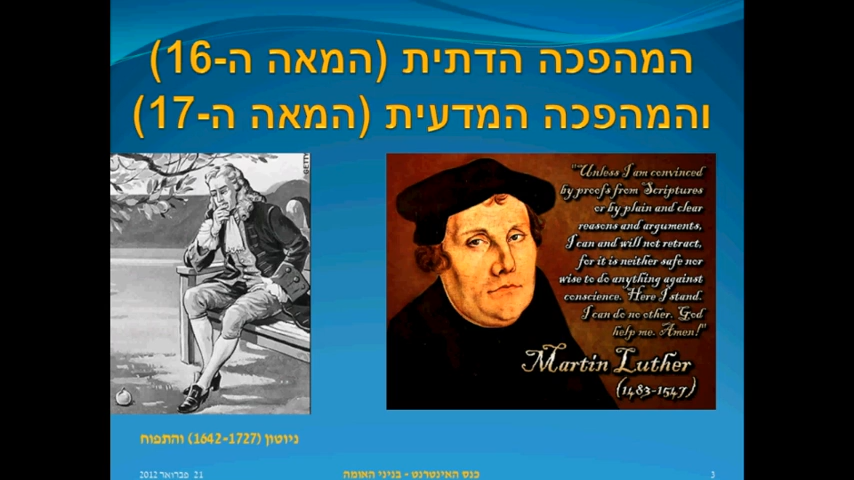 המהפכה הדתית (המאה ה-16)
והמהפכה המדעית (המאה ה-17)
GETTY
"Unless I am convinced
by proofs from Scriptures
or by plain and clear
reasons and arguments,
I can and will not retract,
for it is neither safe nor
wise to do anything against
conscience. Here I stand.
I can do no other. God
help me. Amen!"
Martin Luther
(1483-1547)
ניוטון (1642-1727) והתפוח
21 פברואר 2012
כנס האינטרנט - בניני האומה
3